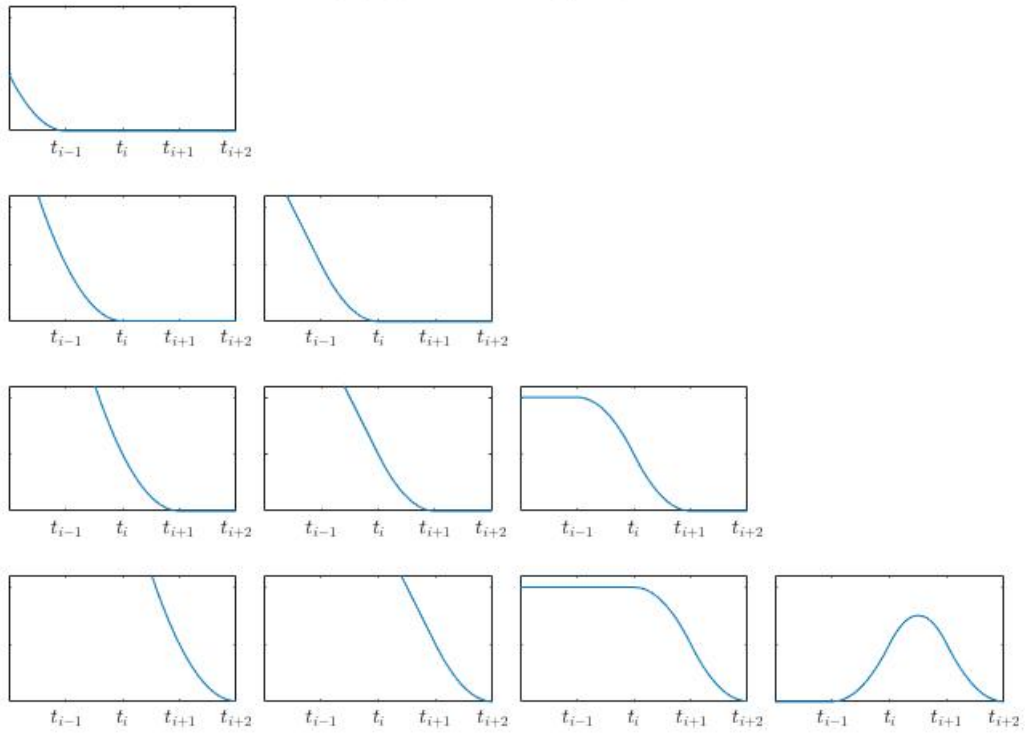 t_{i-1} t_i t_{i+1} t_{i+2}
t_{i-1} t_i t_{i+1} t_{i+2} t_{i-1} t_i t_{i+1} t_{i+2}
t_{i-1} t_i t_{i+1} t_{i+2} t_{i-1} t_i t_{i+1} t_{i+2} t_{i-1} t_i t_{i+1} t_{i+2}
t_{i-1} t_i t_{i+1} t_{i+2} t_{i-1} t_i t_{i+1} t_{i+2} t_{i-1} t_i t_{i+1} t_{i+2} t_{i-1} t_i t_{i+1} t_{i+2}